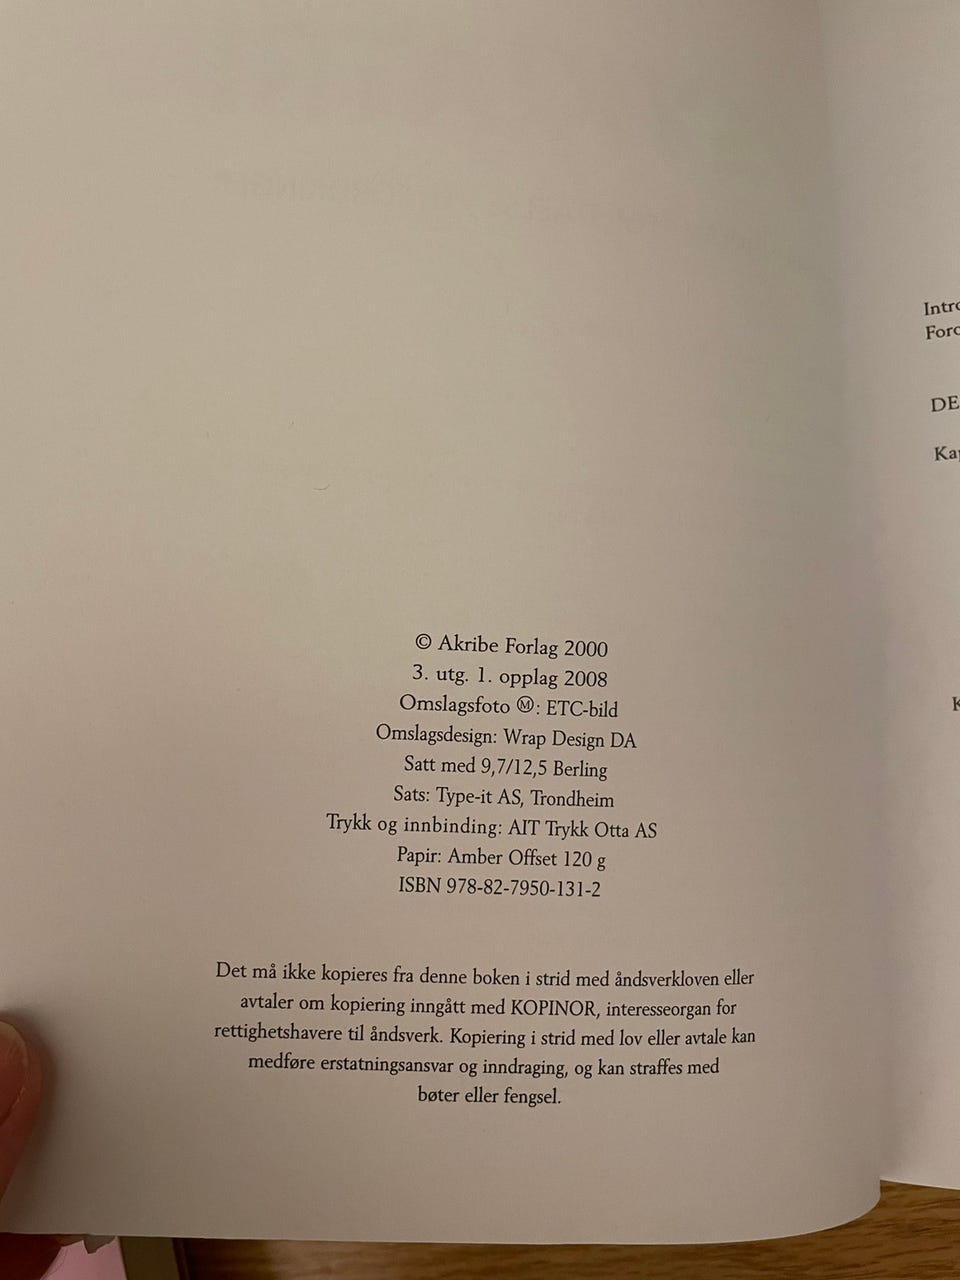 © Akribe Forlag 2000
3. utg. 1. opplag 2008
Omslagsfoto Ⓜ: ETC-bild
Omslagsdesign: Wrap Design DA
Satt med 9,7/12,5 Berling
Sats: Type-it AS, Trondheim
Trykk og innbinding: AIT Trykk Otta AS
Papir: Amber Offset 120 g
ISBN 978-82-7950-131-2
Det må ikke kopieres fra denne boken i strid med åndsverkloven eller
avtaler om kopiering inngått med KOPINOR, interesseorgan for
rettighetshavere til åndsverk. Kopiering i strid med lov eller avtale kan
medføre erstatningsansvar og inndraging, og kan straffes med
bøter eller fengsel.